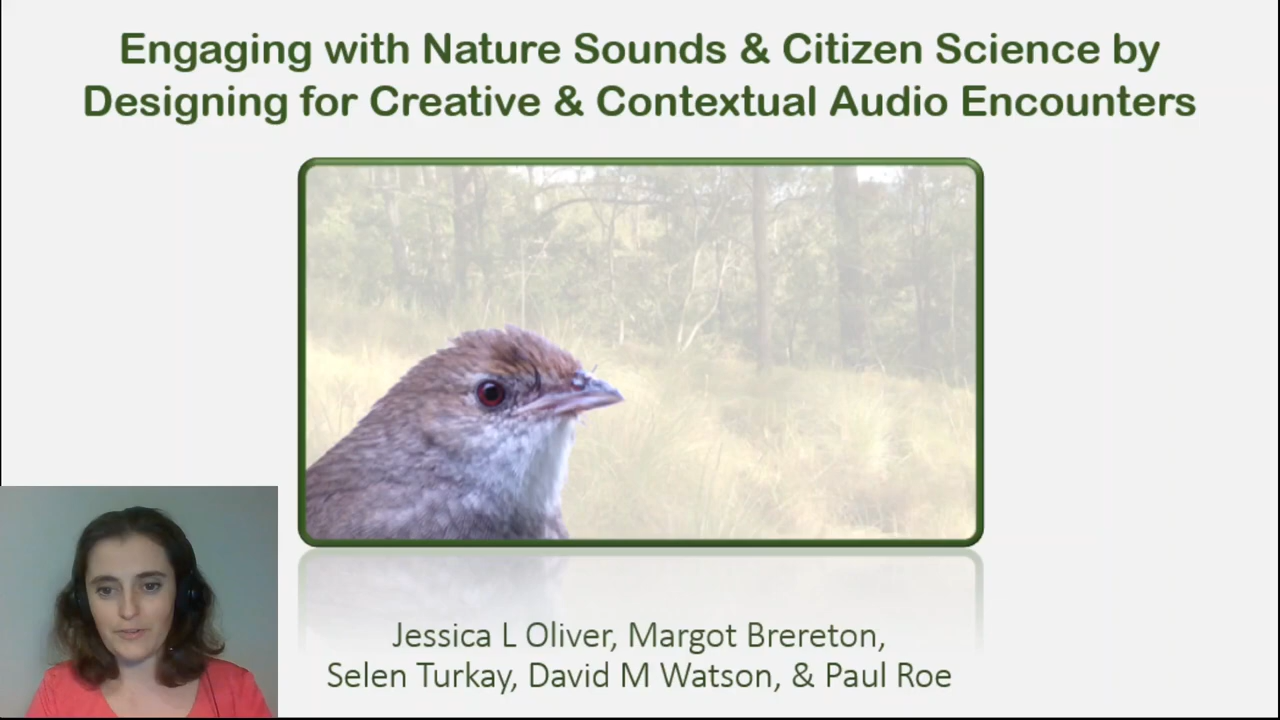 Engaging with Nature Sounds & Citizen Science by
Designing for Creative & Contextual Audio Encounters
Jessica L Oliver, Margot Brereton,
Selen Turkay, David M Watson, & Paul Roe